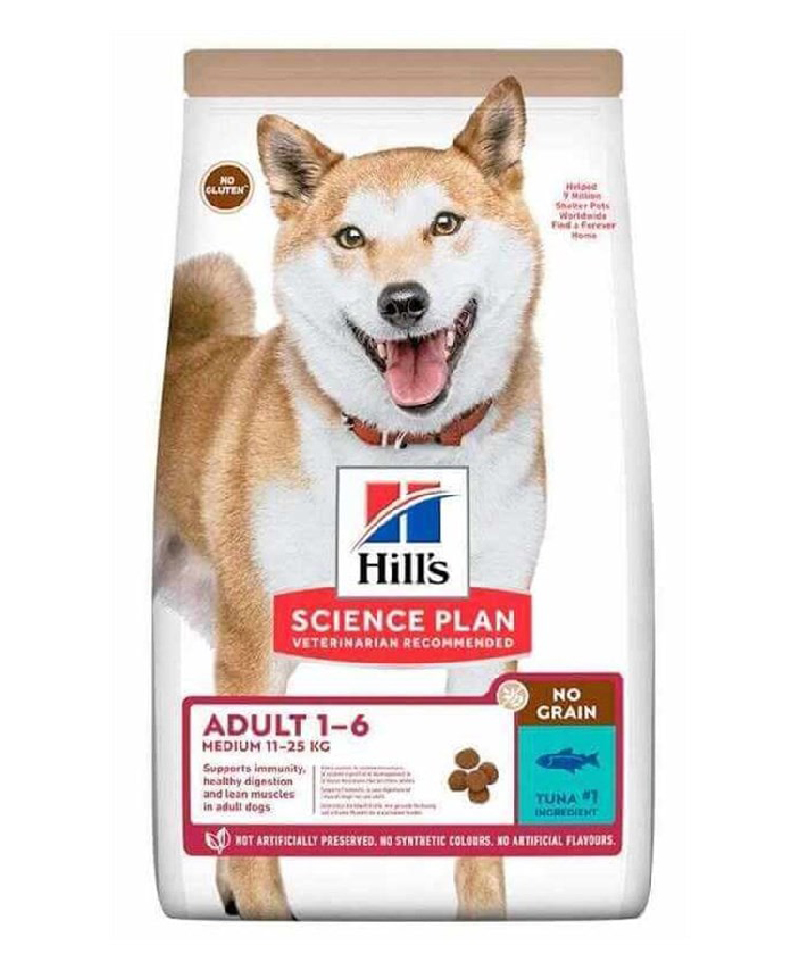 NO
GLUTEN
Helped
9 Million
Shelter Pets
Worldwide
Find a Forever
Home
Hill's
SCIENCE PLAN
VETERINARIAN RECOMMENDED
NO
GRAIN
ADULT 1-6
MEDIUM 11-25 KG
Supports immunity,
healthy digestion
and lean muscles
in adult dogs
TUNA #1
INGREDIENT
NOT ARTIFICIALLY PRESERVED. NO SYNTHETIC COLOURS. NO ARTIFICIAL FLAVOURS.